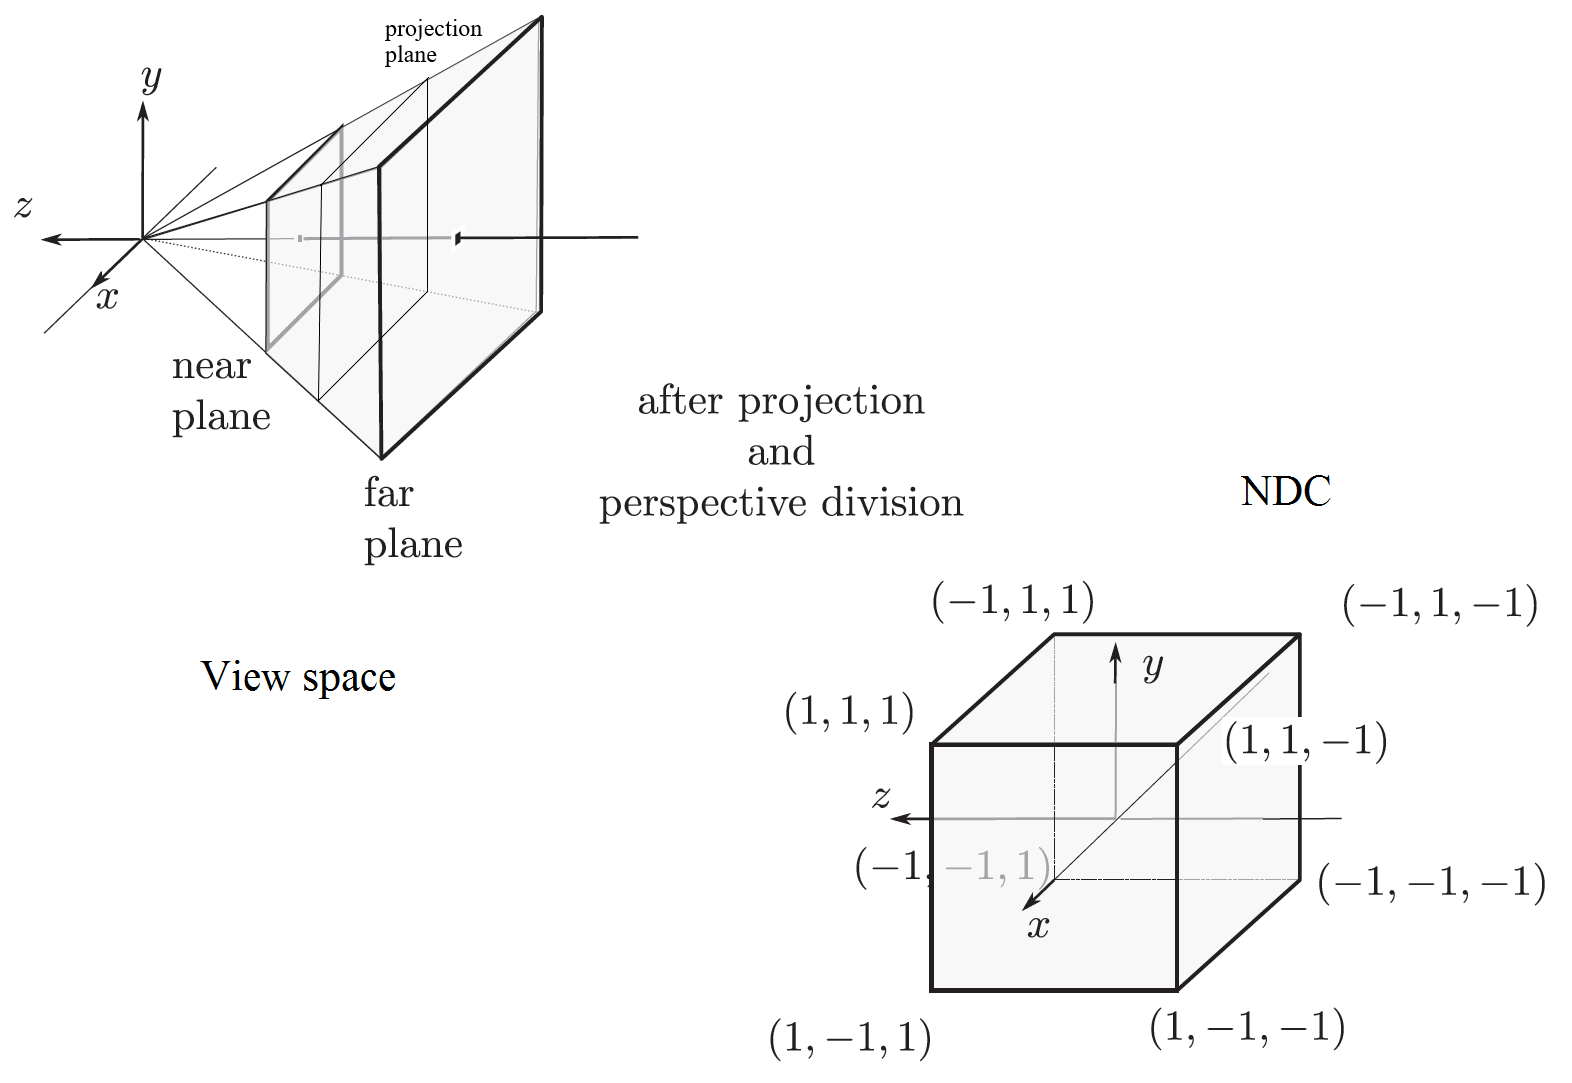 projection
plane
y
z
x
near
plane
far
plane
after projection
and
perspective division
NDC
View space
(−1, 1, 1)
(−1, 1, −1)
y
(1, 1, 1)
(1, 1, −1)
z
(−1, −1, 1)
(−1, −1, −1)
x
(1, −1, 1)
(1, −1, −1)